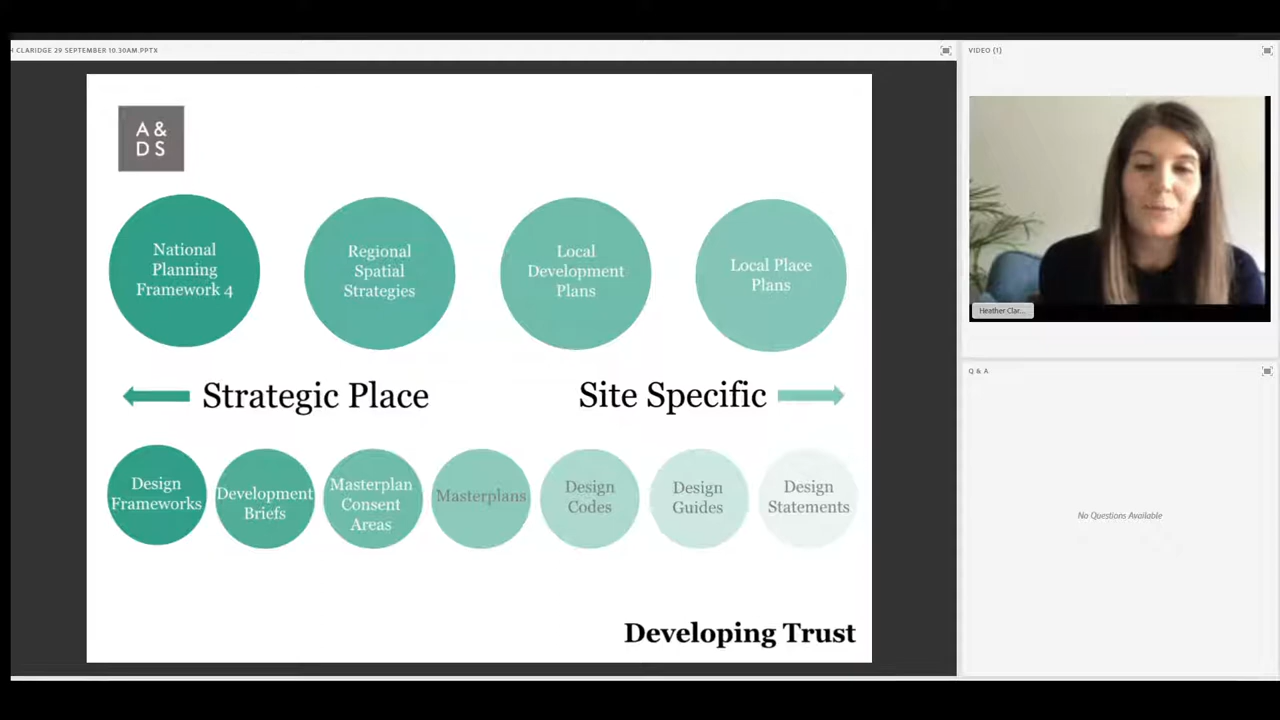 H CLARIDGE 29 SEPTEMBER 10.30AM.PPTX
VIDEO (1)
A &
D S
National
Planning
Framework 4
Regional
Spatial
Strategies
Local
Development
Plans
Local Place
Plans
Heather Clar...
Strategic Place
Site Specific
Q & A
Design
Frameworks
Development
Briefs
Masterplan
Consent
Areas
Masterplans
Design
Codes
Design
Guides
Design
Statements
No Questions Available
Developing Trust